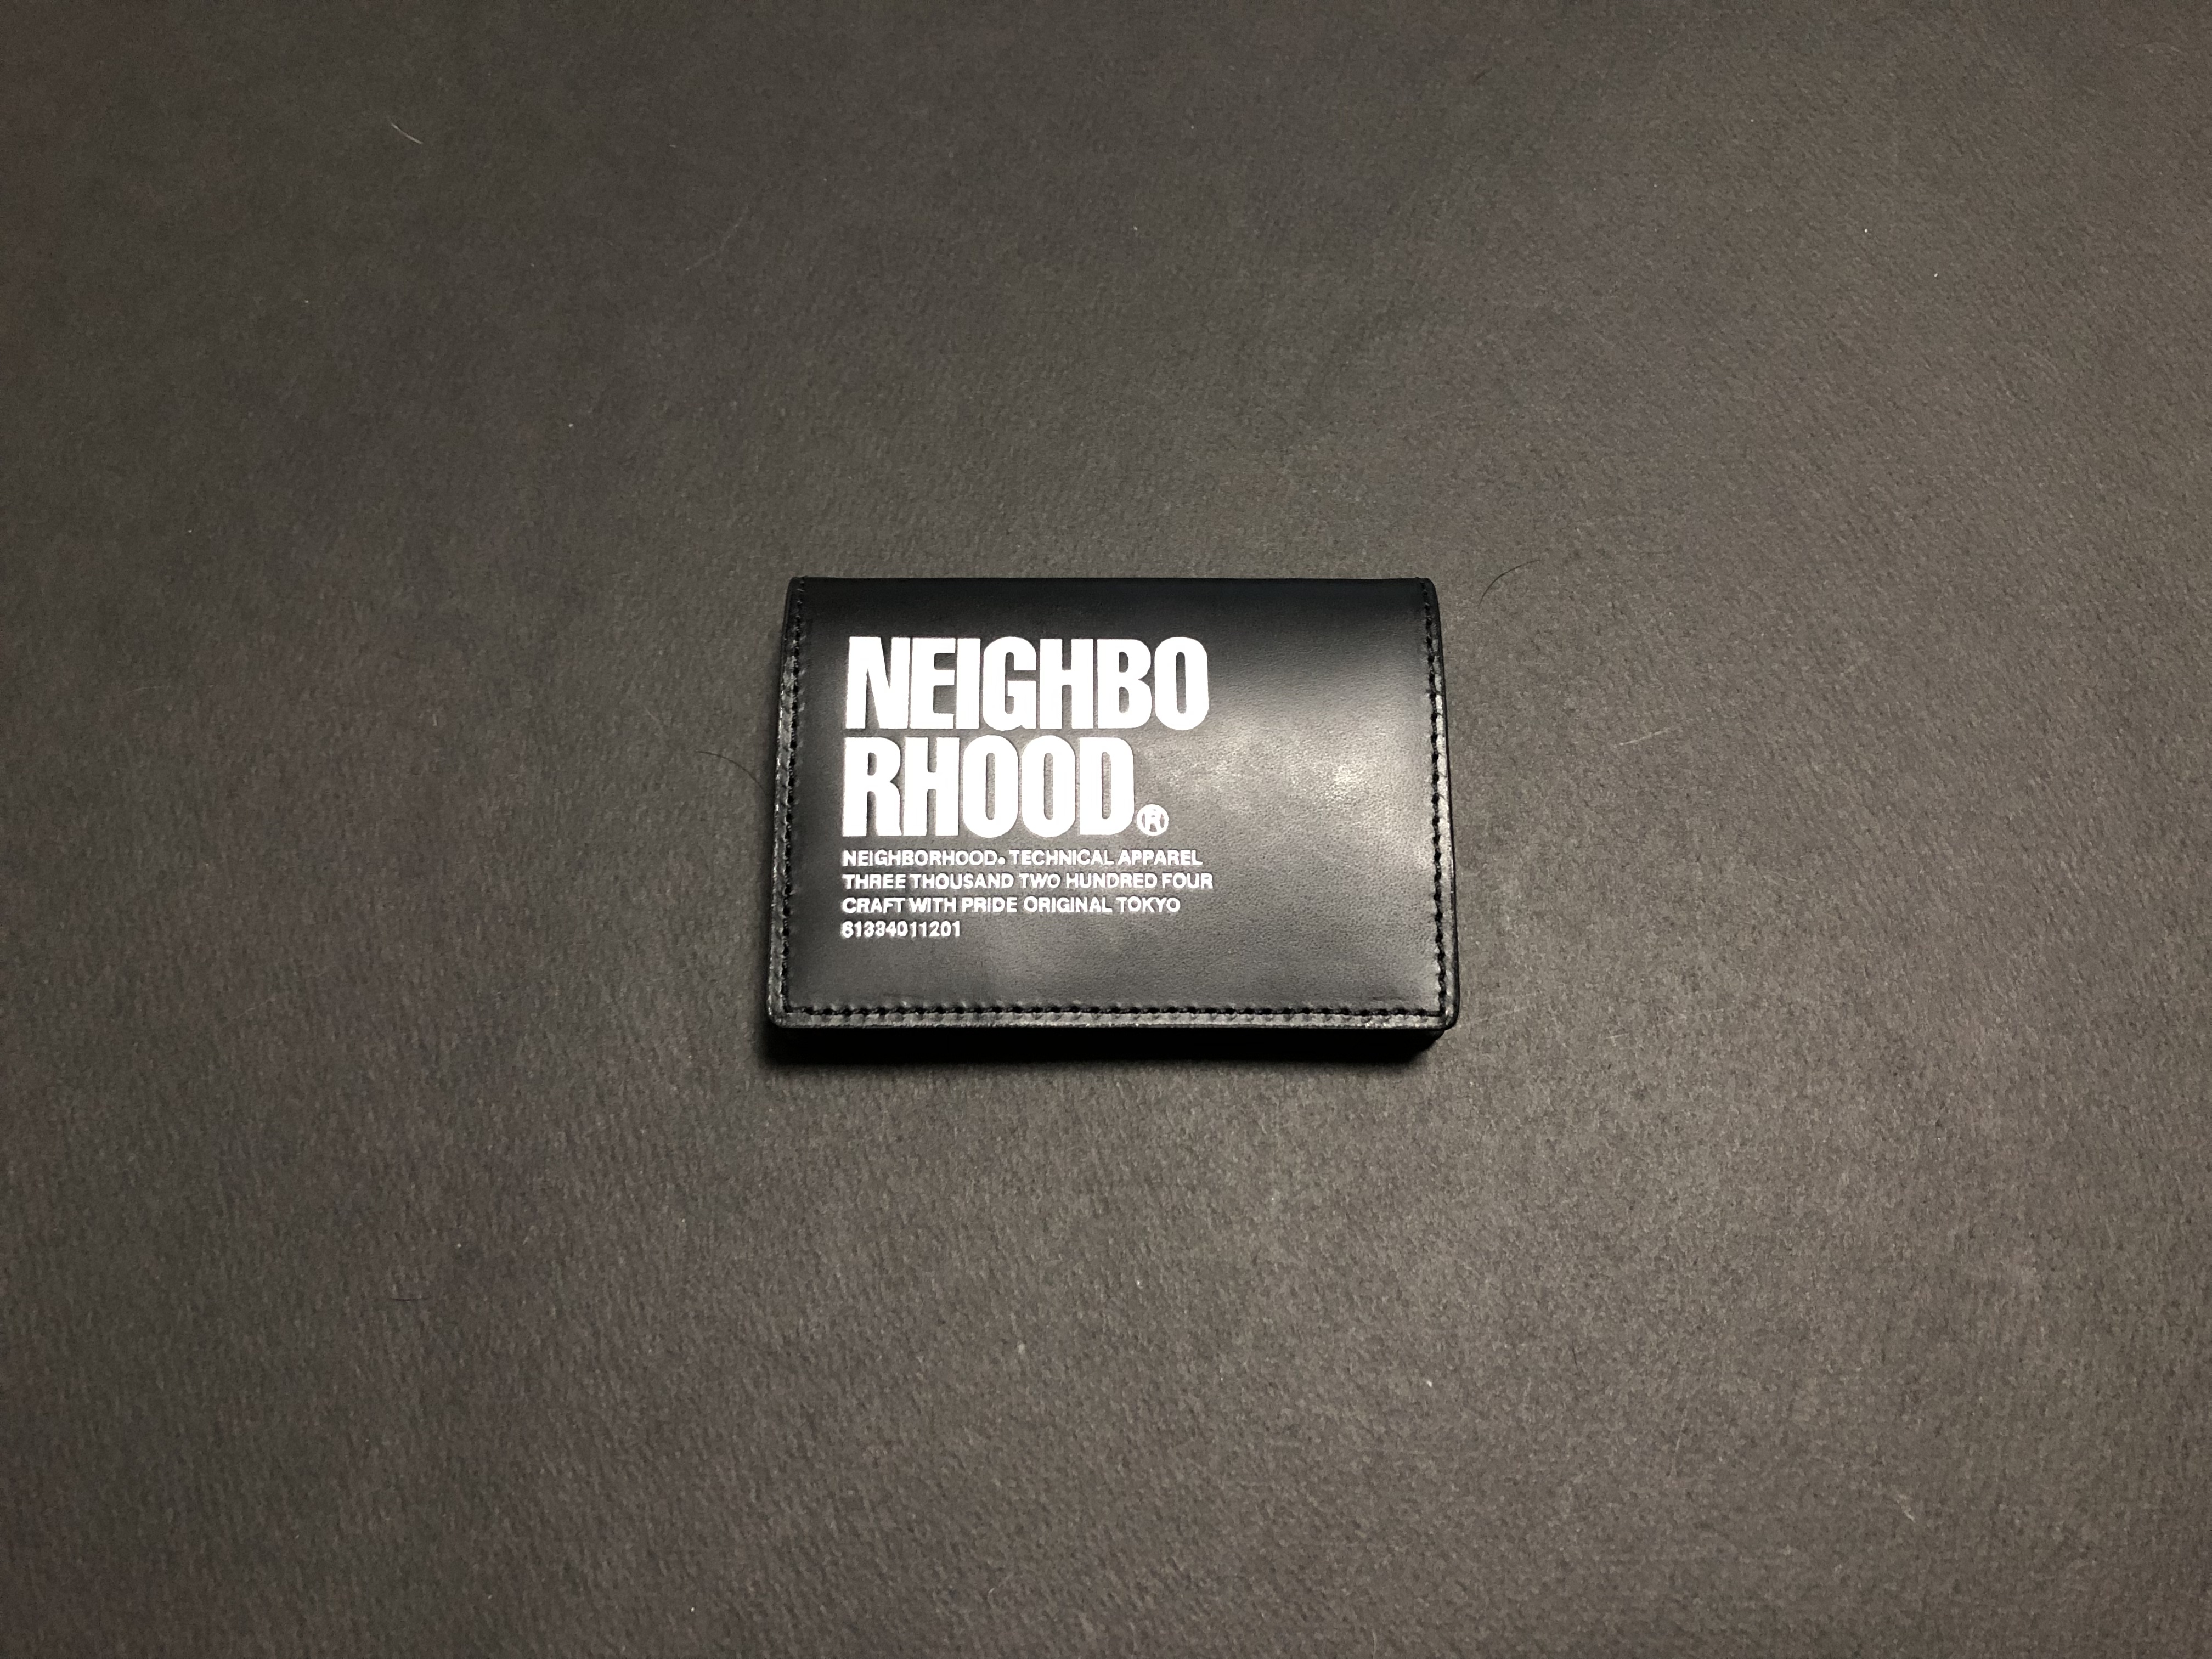 NEIGHBO
RHOOD®
NEIGHBORHOOD. TECHNICAL APPAREL
THREE THOUSAND TWO HUNDRED FOUR
CRAFT WITH PRIDE ORIGINAL TOKYO
61334011201